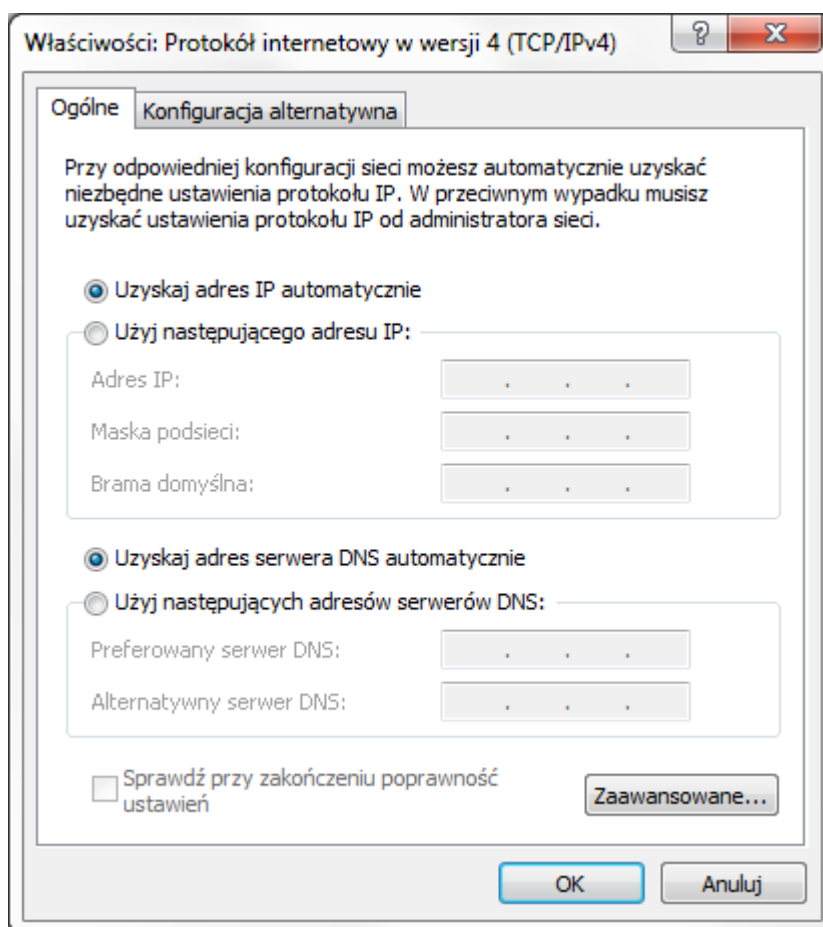 Właściwości: Protokół internetowy w wersji 4 (TCP/IPv4)
Ogólne
Konfiguracja alternatywna
Przy odpowiedniej konfiguracji sieci możesz automatycznie uzyskać
niezbędne ustawienia protokołu IP. W przeciwnym wypadku musisz
uzyskać ustawienia protokołu IP od administratora sieci.
Uzyskaj adres IP automatycznie
Użyj następującego adresu IP:
Adres IP:
Maska podsieci:
Brama domyślna:
Uzyskaj adres serwera DNS automatycznie
Użyj następujących adresów serwerów DNS:
Preferowany serwer DNS:
Alternatywny serwer DNS:
Sprawdź przy zakończeniu poprawność
ustawień
Zaawansowane...
OK
Anuluj